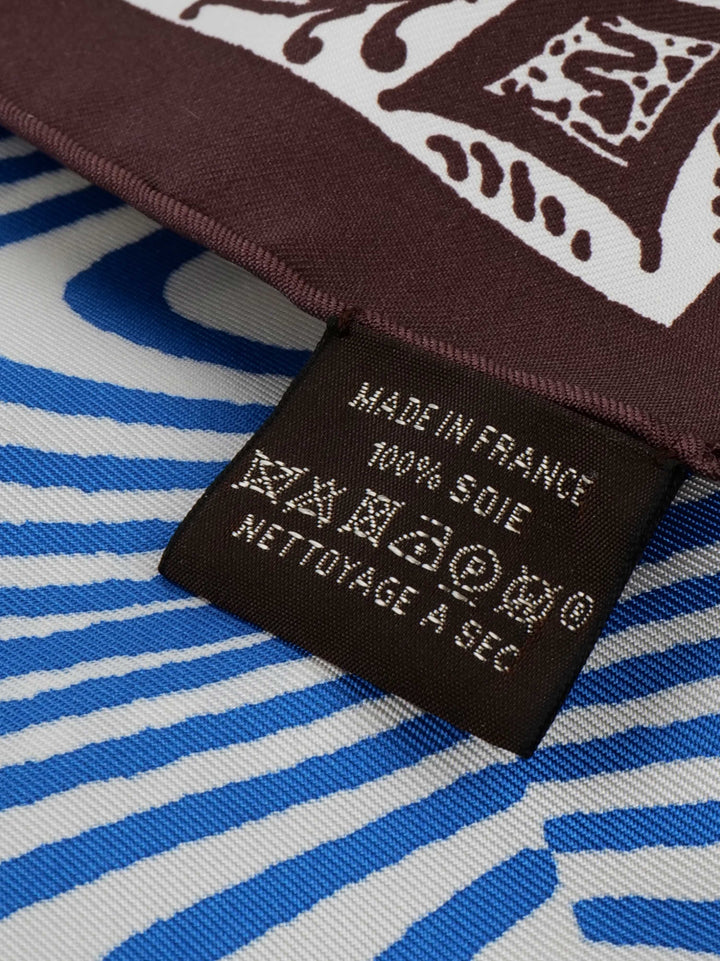 MADE IN FRANCE
100% SOIE
P W ®
NETTOYAGE A SEC